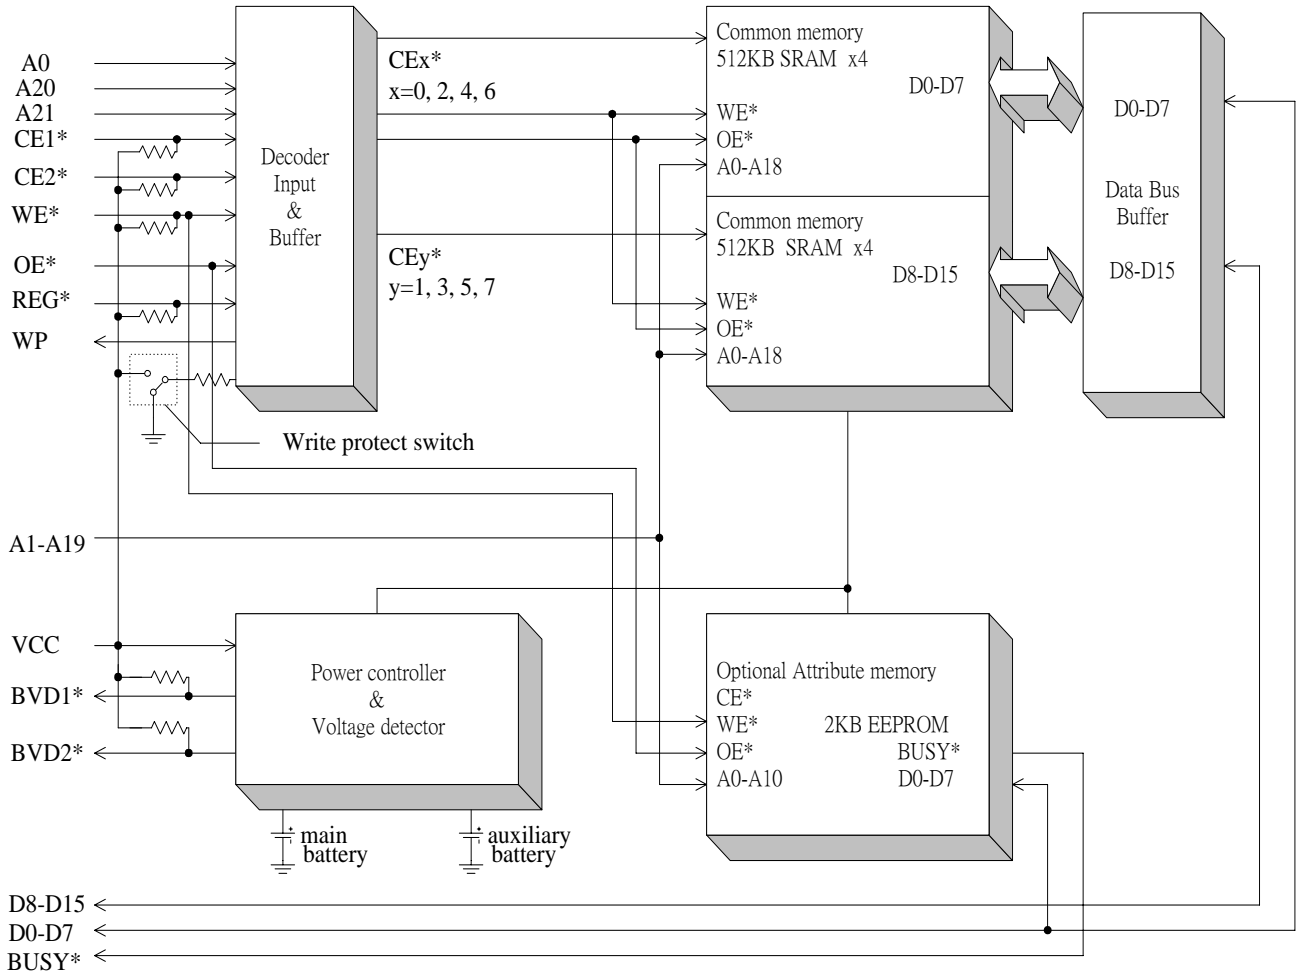 A0
A20
A21
CE1*
CE2*
WE*
OE*
REG*
WP
Decoder
Input
&
Buffer
CEx*
x=0, 2, 4, 6
CEy*
y=1, 3, 5, 7
Common memory
512KB SRAM x4
D0-D7
WE*
OE*
A0-A18
Common memory
512KB SRAM x4
D8-D15
WE*
OE*
A0-A18
D0-D7
Data Bus
Buffer
D8-D15
Write protect switch
A1-A19
VCC
BVD1*
BVD2*
Power controller
&
Voltage detector
+ main
battery
+ auxiliary
battery
Optional Attribute memory
CE*
WE* 2KB EEPROM
OE* BUSY*
A0-A10 D0-D7
D8-D15
D0-D7
BUSY*